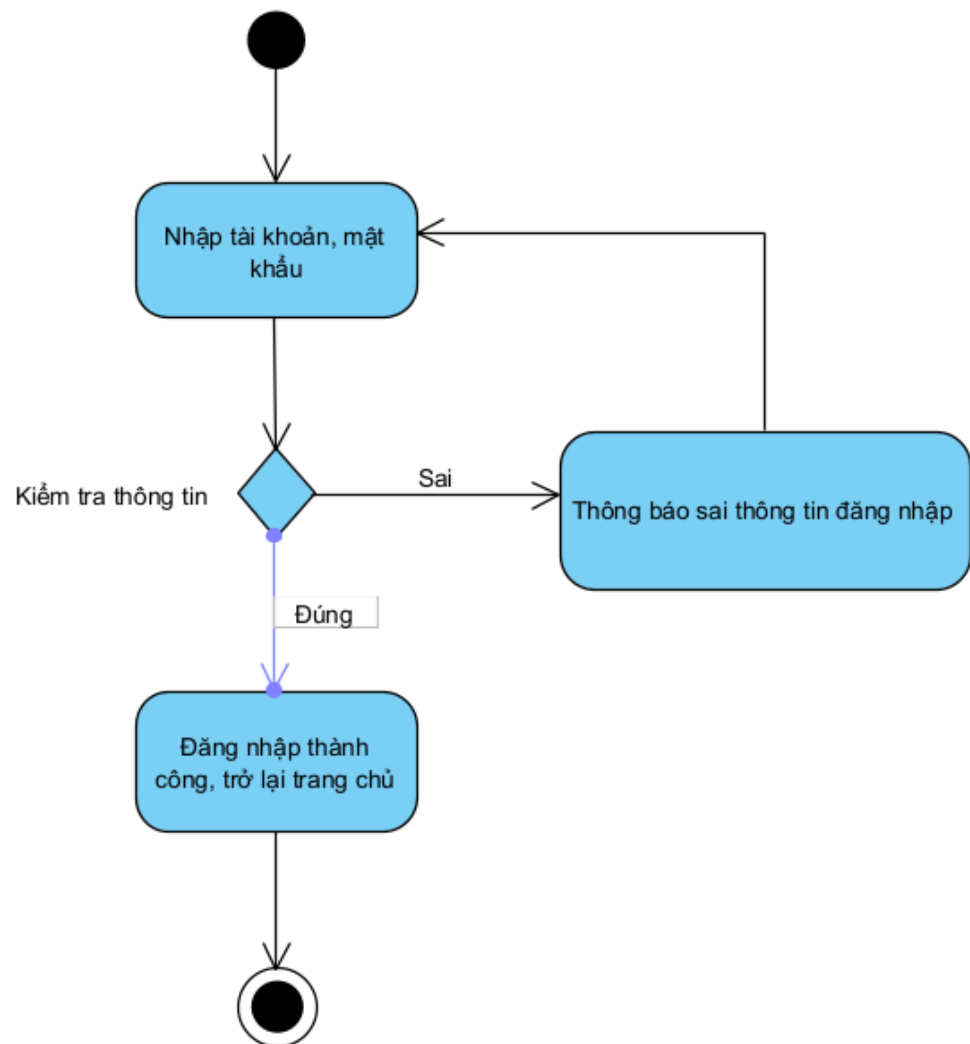 Nhập tài khoản, mật
khẩu
Kiểm tra thông tin
Sai
Thông báo sai thông tin đăng nhập
Đúng
Đăng nhập thành
công, trở lại trang chủ